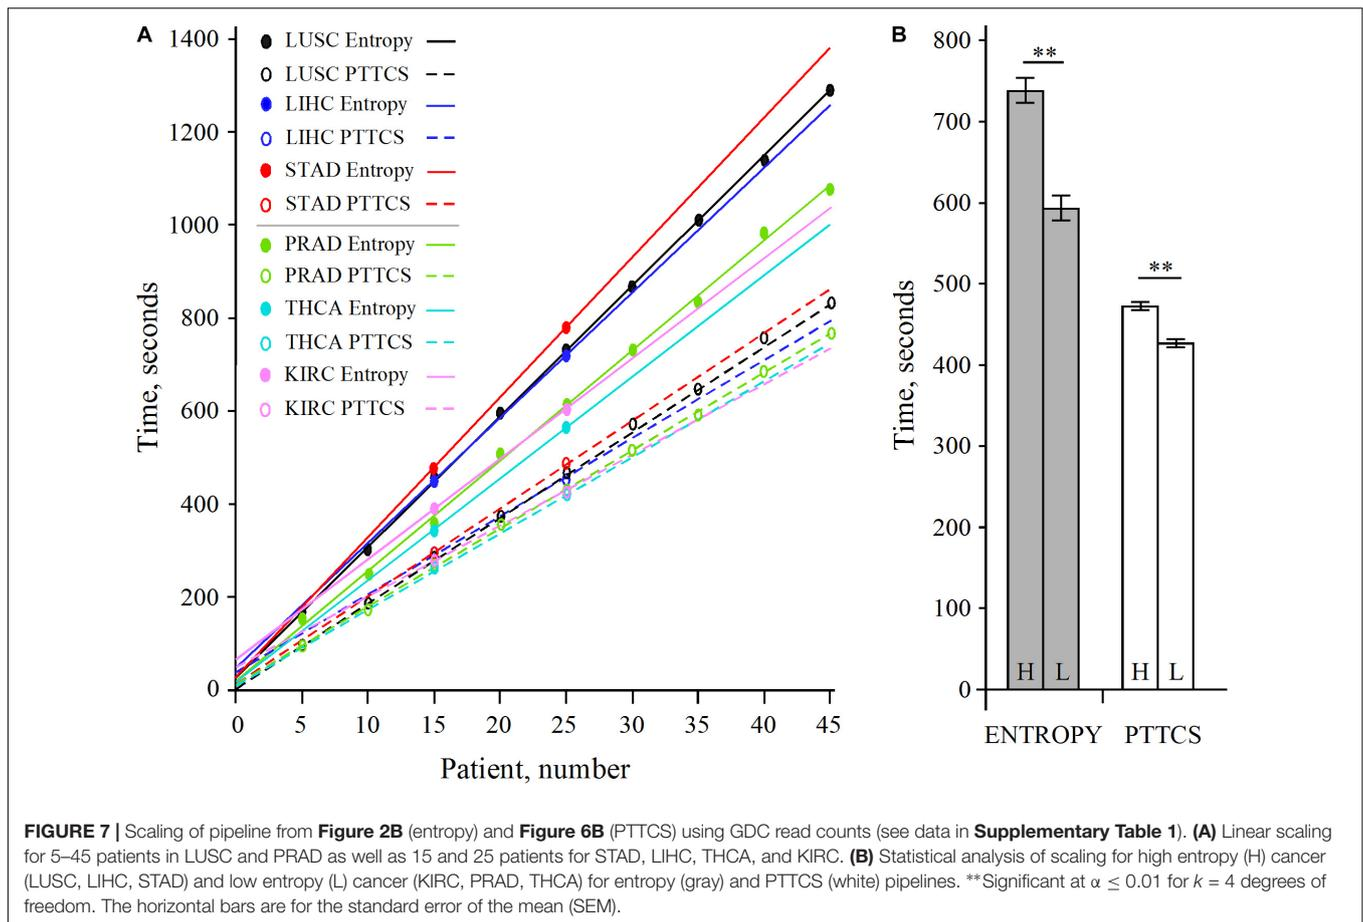 A
1400
1200
1000
800
600
400
200
0
Time, seconds
LUSC Entropy
LUSC PTTCS
LIHC Entropy
LIHC PTTCS
STAD Entropy
STAD PTTCS
PRAD Entropy
PRAD PTTCS
THCA Entropy
THCA PTTCS
KIRC Entropy
KIRC PTTCS
0 5 10 15 20 25 30 35 40 45
Patient, number
B
800
700
600
500
400
300
200
100
0
Time, seconds
**
**
H L H L
ENTROPY PTTCS
FIGURE 7 | Scaling of pipeline from Figure 2B (entropy) and Figure 6B (PTTCS) using GDC read counts (see data in Supplementary Table 1). (A) Linear scaling
for 5–45 patients in LUSC and PRAD as well as 15 and 25 patients for STAD, LIHC, THCA, and KIRC. (B) Statistical analysis of scaling for high entropy (H) cancer
(LUSC, LIHC, STAD) and low entropy (L) cancer (KIRC, PRAD, THCA) for entropy (gray) and PTTCS (white) pipelines. **Significant at α ≤ 0.01 for k = 4 degrees of
freedom. The horizontal bars are for the standard error of the mean (SEM).